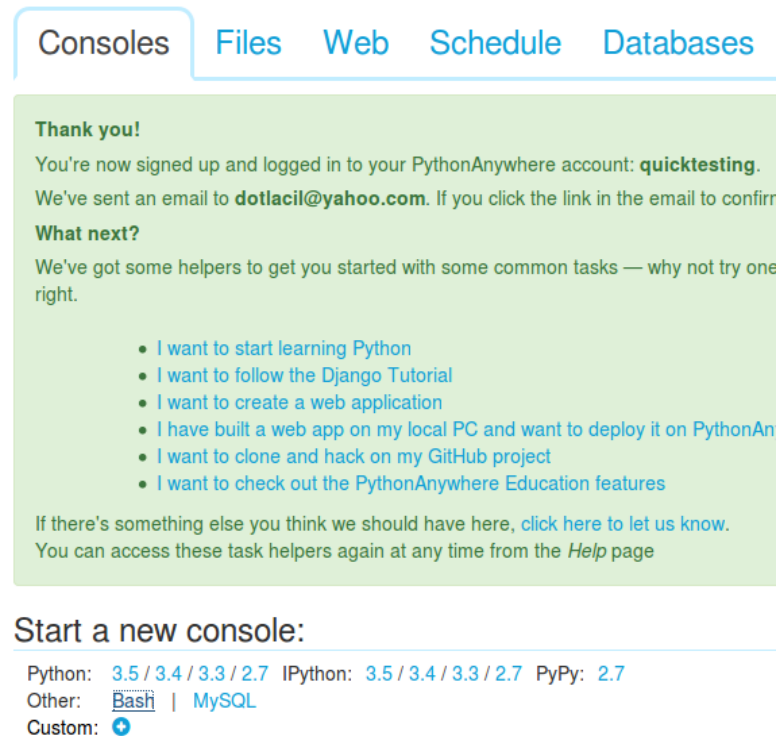 Consoles Files Web Schedule Databases
Thank you!
You're now signed up and logged in to your PythonAnywhere account: quicktesting.
We've sent an email to dotlacil@yahoo.com. If you click the link in the email to confirm
What next?
We've got some helpers to get you started with some common tasks — why not try one
right.
• I want to start learning Python
• I want to follow the Django Tutorial
• I want to create a web application
• I have built a web app on my local PC and want to deploy it on PythonAn
• I want to clone and hack on my GitHub project
• I want to check out the PythonAnywhere Education features
If there's something else you think we should have here, click here to let us know.
You can access these task helpers again at any time from the Help page
Start a new console:
Python: 3.5 / 3.4 / 3.3 / 2.7 IPython: 3.5 / 3.4 / 3.3 / 2.7 PyPy: 2.7
Other: Bash | MySQL
Custom: